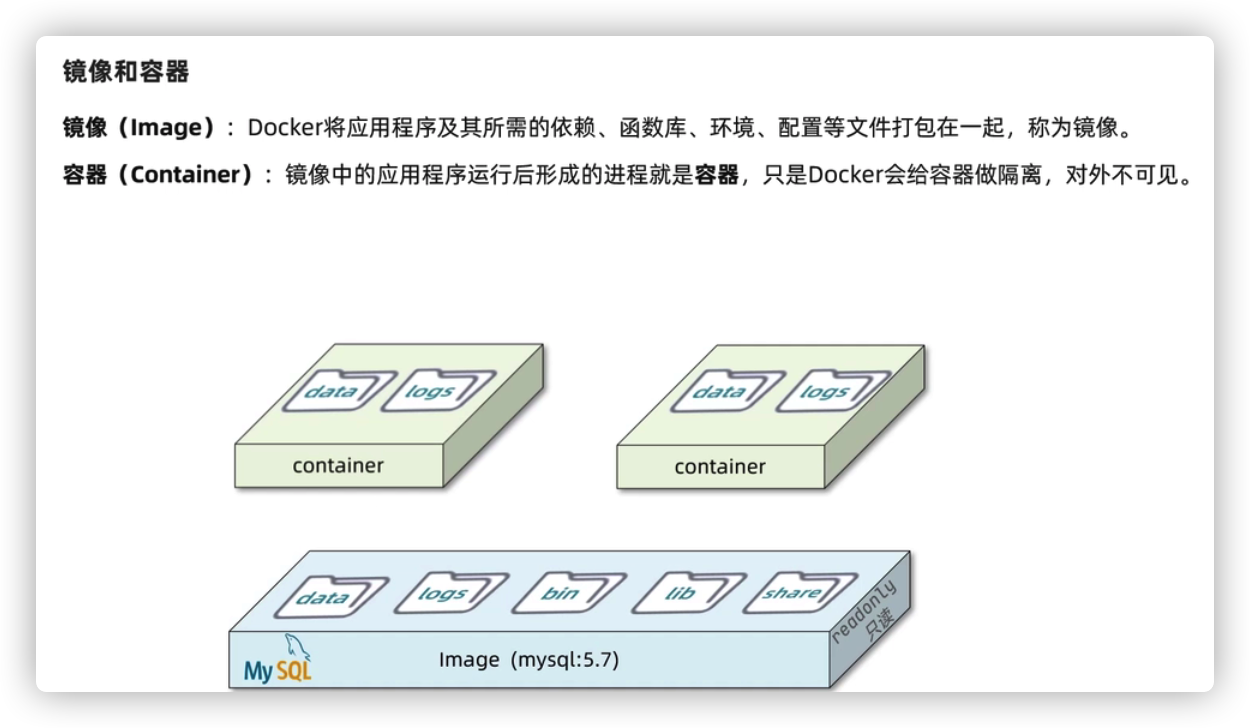 镜像和容器
镜像（Image）：Docker将应用程序及其所需的依赖、函数库、环境、配置等文件打包在一起，称为镜像。
容器（Container）：镜像中的应用程序运行后形成的进程就是容器，只是Docker会给容器做隔离，对外不可见。
data logs
data logs
container
container
data logs bin lib share
readonly
只读
MySQL
Image (mysql:5.7)